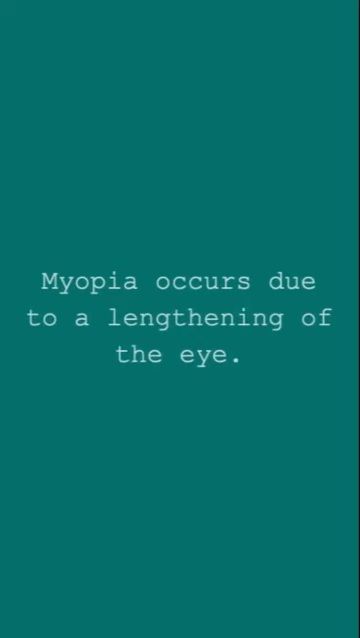 Myopia occurs due
to a lengthening of
the eye.